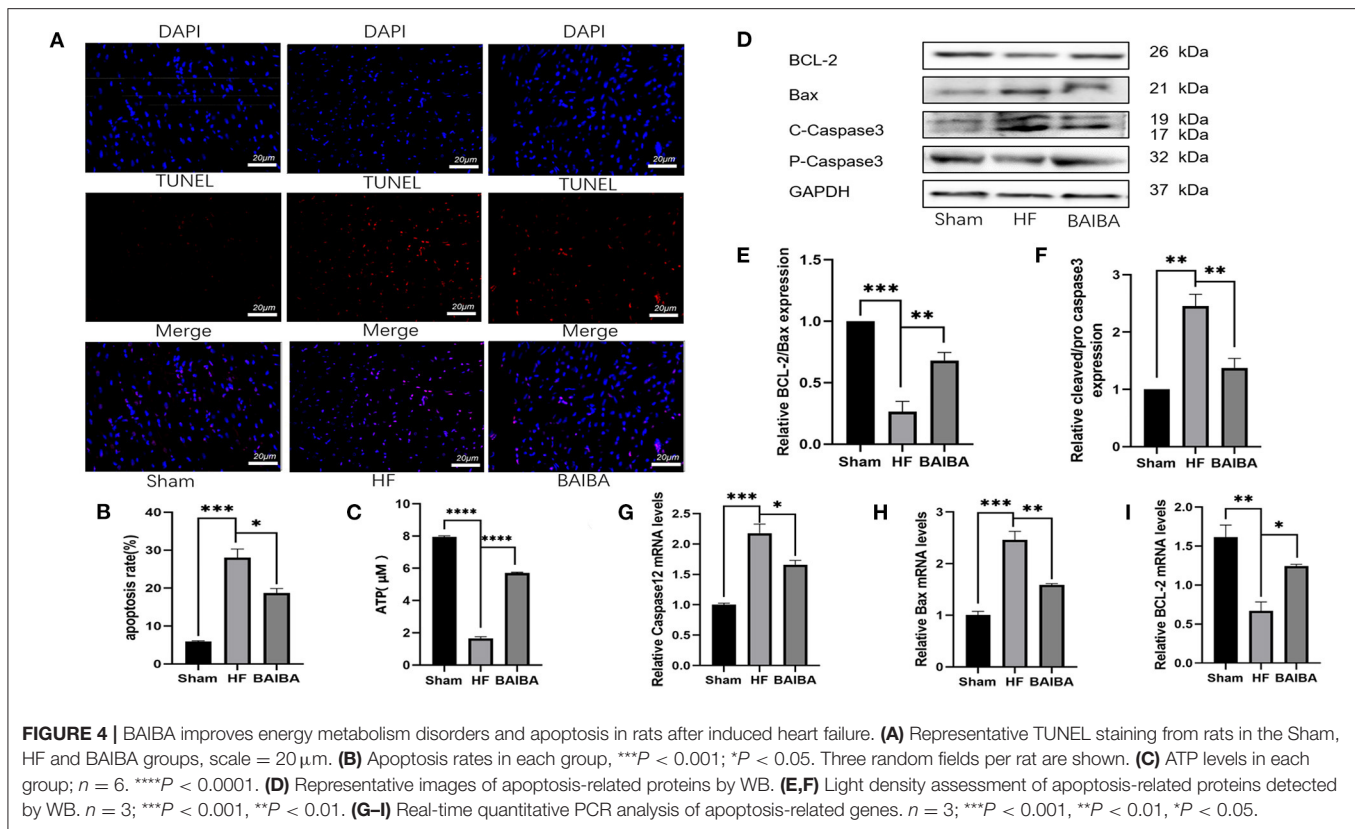 A
DAPI
DAPI
DAPI
20μm
20μm
20μm
TUNEL
TUNEL
TUNEL
20μm
20μm
20μm
Merge
Merge
Merge
20μm
20μm
20μm
Sham
HF
BAIBA
D
BCL-2
26 kDa
Bax
21 kDa
C-Caspase3
19 kDa
17 kDa
P-Caspase3
32 kDa
GAPDH
37 kDa
Sham
HF
BAIBA
E
Relative BCL-2/Bax expression
1.5
1.0
0.5
0.0
***
**
Sham
HF
BAIBA
F
Relative cleaved/pro caspase3
expression
3
2
1
0
**
**
Sham
HF
BAIBA
B
apoptosis rate(%)
40
30
20
10
0
***
*
Sham
HF
BAIBA
C
ATP( μM )
10
8
6
4
2
0
****
****
Sham
HF
BAIBA
G
Relative Caspase12 mRNA levels
2.5
2.0
1.5
1.0
0.5
0.0
***
*
Sham
HF
BAIBA
H
Relative Bax mRNA levels
3
2
1
0
***
**
Sham
HF
BAIBA
I
Relative BCL-2 mRNA levels
2.0
1.5
1.0
0.5
0.0
**
*
Sham
HF
BAIBA
FIGURE 4 | BAIBA improves energy metabolism disorders and apoptosis in rats after induced heart failure. (A) Representative TUNEL staining from rats in the Sham,
HF and BAIBA groups, scale = 20 μm. (B) Apoptosis rates in each group, ***P < 0.001; *P < 0.05. Three random fields per rat are shown. (C) ATP levels in each
group; n = 6. ****P < 0.0001. (D) Representative images of apoptosis-related proteins by WB. (E,F) Light density assessment of apoptosis-related proteins detected
by WB. n = 3; ***P < 0.001, **P < 0.01. (G–I) Real-time quantitative PCR analysis of apoptosis-related genes. n = 3; ***P < 0.001, **P < 0.01, *P < 0.05.